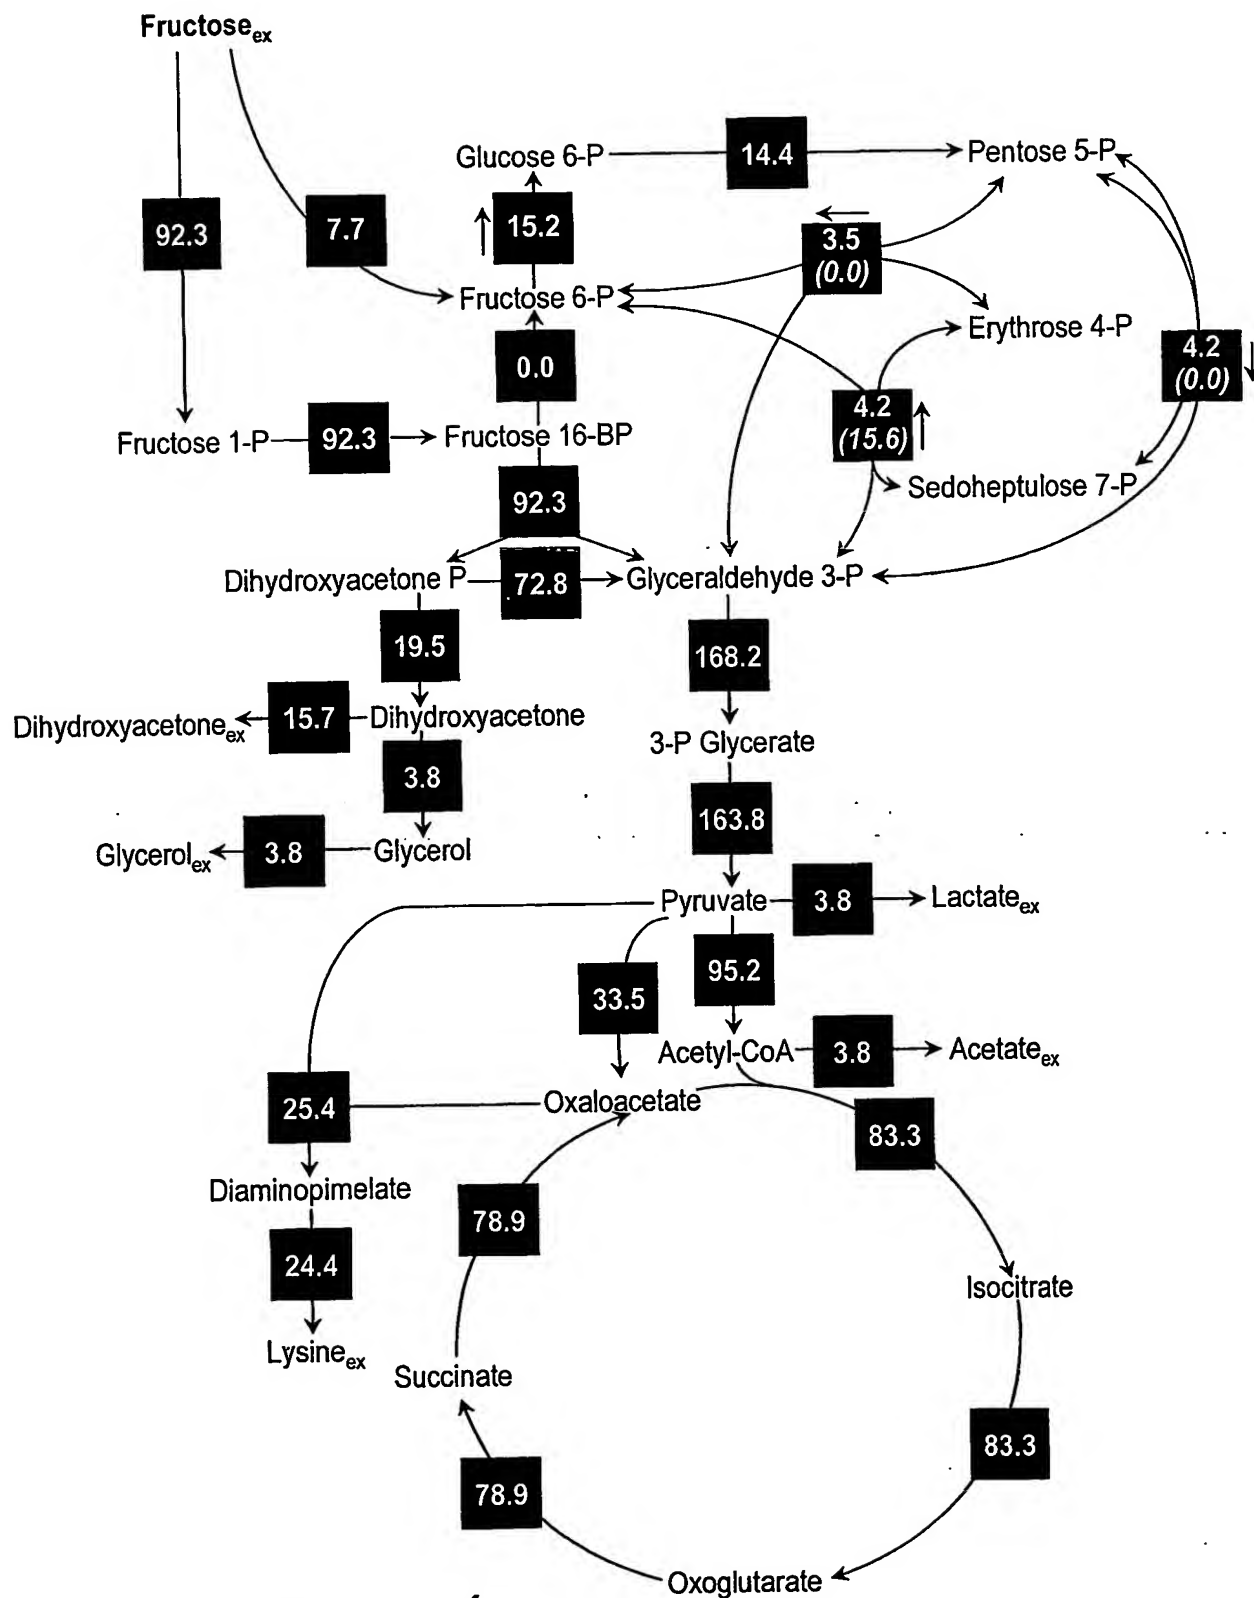 Fructoseex
Glucose 6-P
14.4
Pentose 5-P
92.3
7.7
15.2
3.5
(0.0)
Fructose 6-P
Erythrose 4-P
0.0
4.2
(0.0)
4.2
(15.6)
Fructose 1-P
92.3
Fructose 16-BP
Sedoheptulose 7-P
92.3
Dihydroxyacetone P
72.8
Glyceraldehyde 3-P
19.5
168.2
Dihydroxyacetoneex
15.7
Dihydroxyacetone
3-P Glycerate
3.8
163.8
Glycerolex
3.8
Glycerol
Pyruvate
3.8
Lactateex
33.5
95.2
Acetyl-CoA
3.8
Acetateex
25.4
Oxaloacetate
83.3
Diaminopimelate
78.9
24.4
Isocitrate
Lysineex
Succinate
83.3
78.9
Oxoglutarate